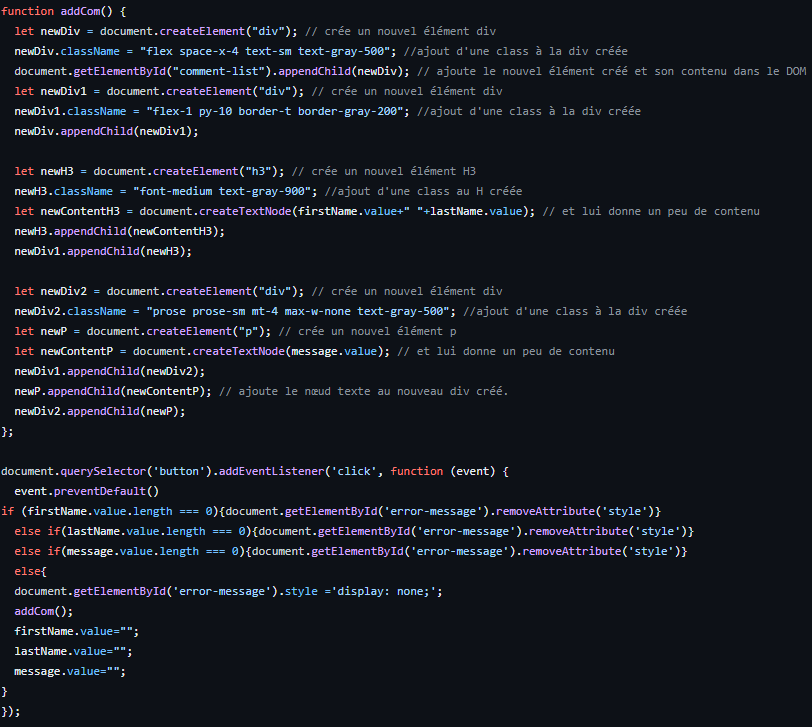 function addCom() {
  let newDiv = document.createElement("div"); // crée un nouvel élément div
  newDiv.className = "flex space-x-4 text-sm text-gray-500"; //ajout d'une class à la div créée
  document.getElementById("comment-list").appendChild(newDiv); // ajoute le nouvel élément créé et son contenu dans le DOM
  let newDiv1 = document.createElement("div"); // crée un nouvel élément div
  newDiv1.className = "flex-1 py-10 border-t border-gray-200"; //ajout d'une class à la div créée
  newDiv.appendChild(newDiv1);

  let newH3 = document.createElement("h3"); // crée un nouvel élément H3
  newH3.className = "font-medium text-gray-900"; //ajout d'une class au H créée
  let newContentH3 = document.createTextNode(firstName.value+" "+lastName.value); // et lui donne un peu de contenu
  newH3.appendChild(newContentH3);
  newDiv1.appendChild(newH3);

  let newDiv2 = document.createElement("div"); // crée un nouvel élément div
  newDiv2.className = "prose prose-sm mt-4 max-w-none text-gray-500"; //ajout d'une class à la div créée
  let newP = document.createElement("p"); // crée un nouvel élément p
  let newContentP = document.createTextNode(message.value); // et lui donne un peu de contenu
  newDiv1.appendChild(newDiv2);
  newP.appendChild(newContentP); // ajoute le nœud texte au nouveau div créé.
  newDiv2.appendChild(newP);
};

document.querySelector('button').addEventListener('click', function (event) {
  event.preventDefault()
if (firstName.value.length === 0){document.getElementById('error-message').removeAttribute('style')}
  else if(lastName.value.length === 0){document.getElementById('error-message').removeAttribute('style')}
  else if(message.value.length === 0){document.getElementById('error-message').removeAttribute('style')}
  else{
  document.getElementById('error-message').style ='display: none;';
  addCom();
  firstName.value="";
  lastName.value="";
  message.value="";
}
});